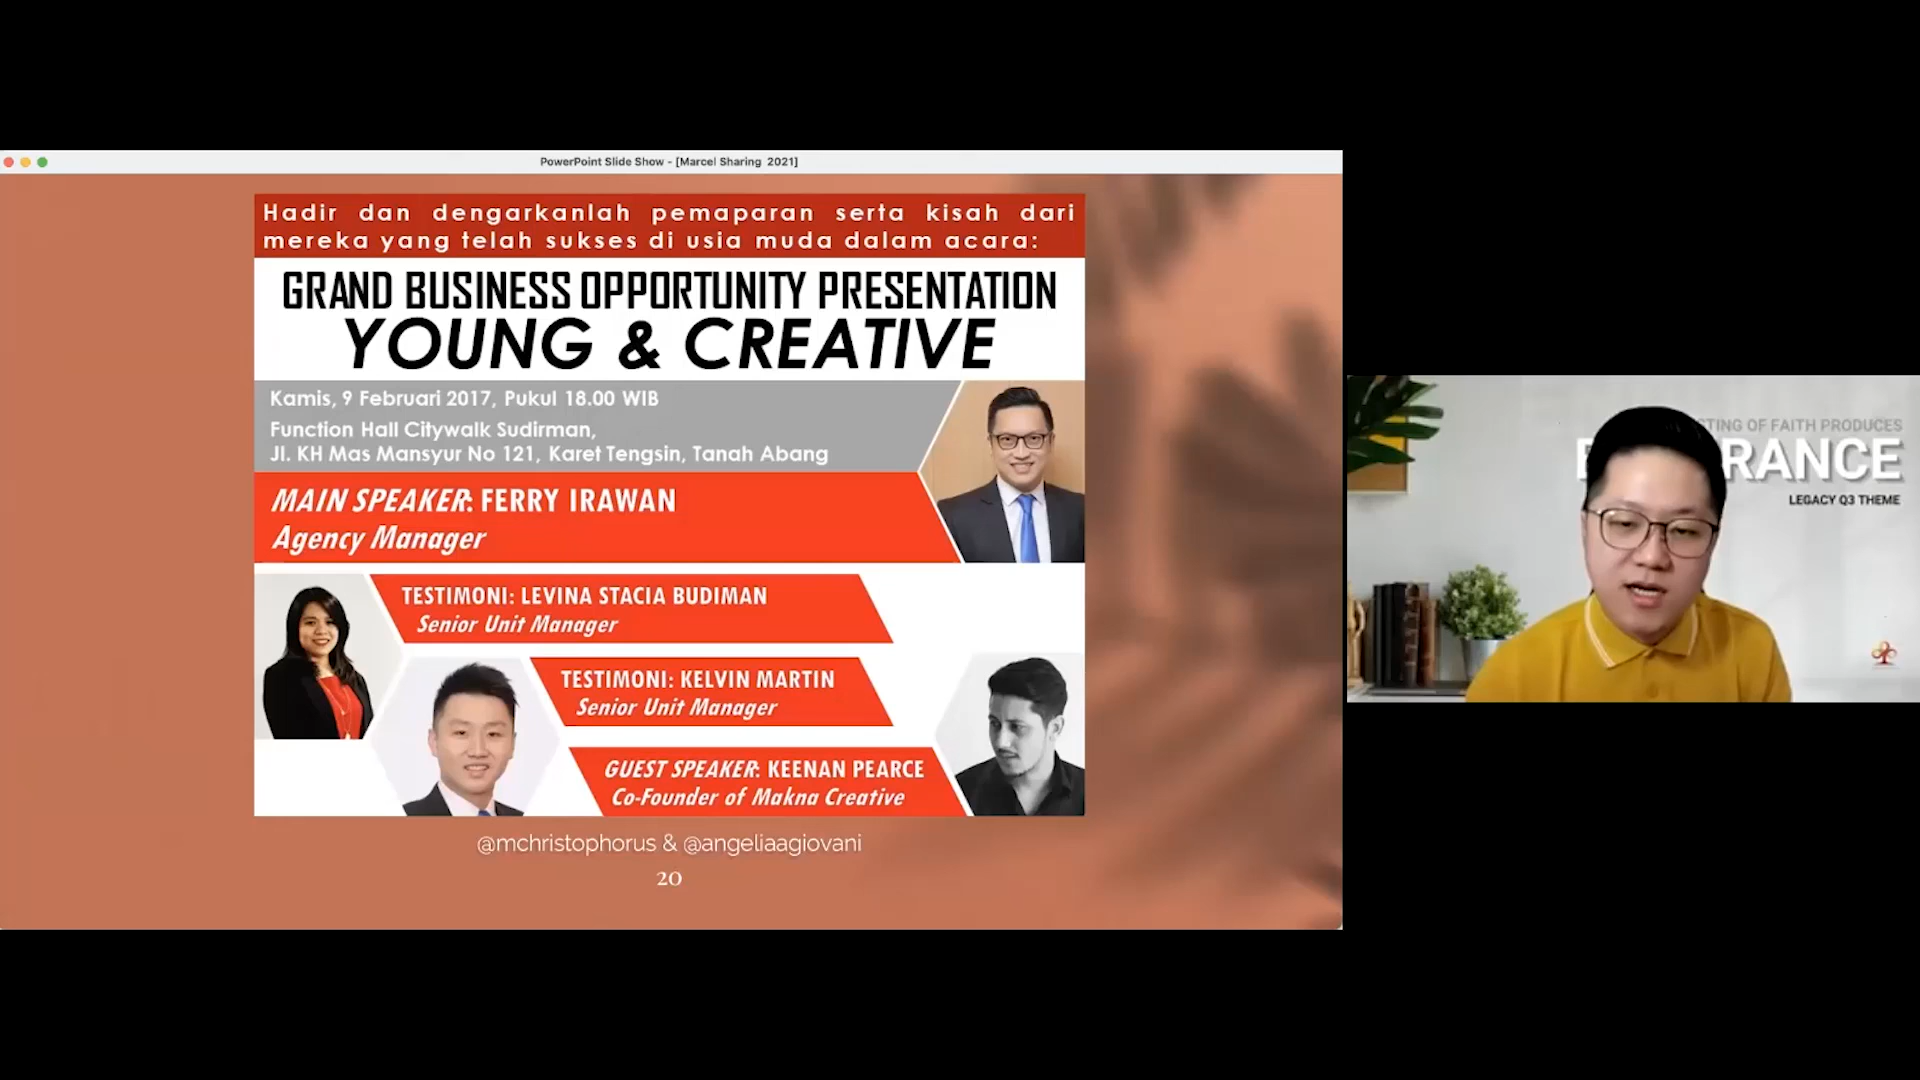 PowerPoint Slide Show - [Marcel Sharing 2021]
Hadir dan dengarkanlah pemaparan serta kisah dari
mereka yang telah sukses di usia muda dalam acara:
GRAND BUSINESS OPPORTUNITY PRESENTATION
YOUNG & CREATIVE
Kamis, 9 Februari 2017, Pukul 18.00 WIB
Function Hall Citywalk Sudirman,
Jl. KH Mas Mansyur No 121, Karet Tengsin, Tanah Abang
MAIN SPEAKER: FERRY IRAWAN
Agency Manager
TESTIMONI: LEVINA STACIA BUDIMAN
Senior Unit Manager
TESTIMONI: KELVIN MARTIN
Senior Unit Manager
GUEST SPEAKER: KEENAN PEARCE
Co-Founder of Makna Creative
@mchristophorus & @angeliaagiovani
20
OF FAITH PRODUCES
LEGACY Q3 THEME